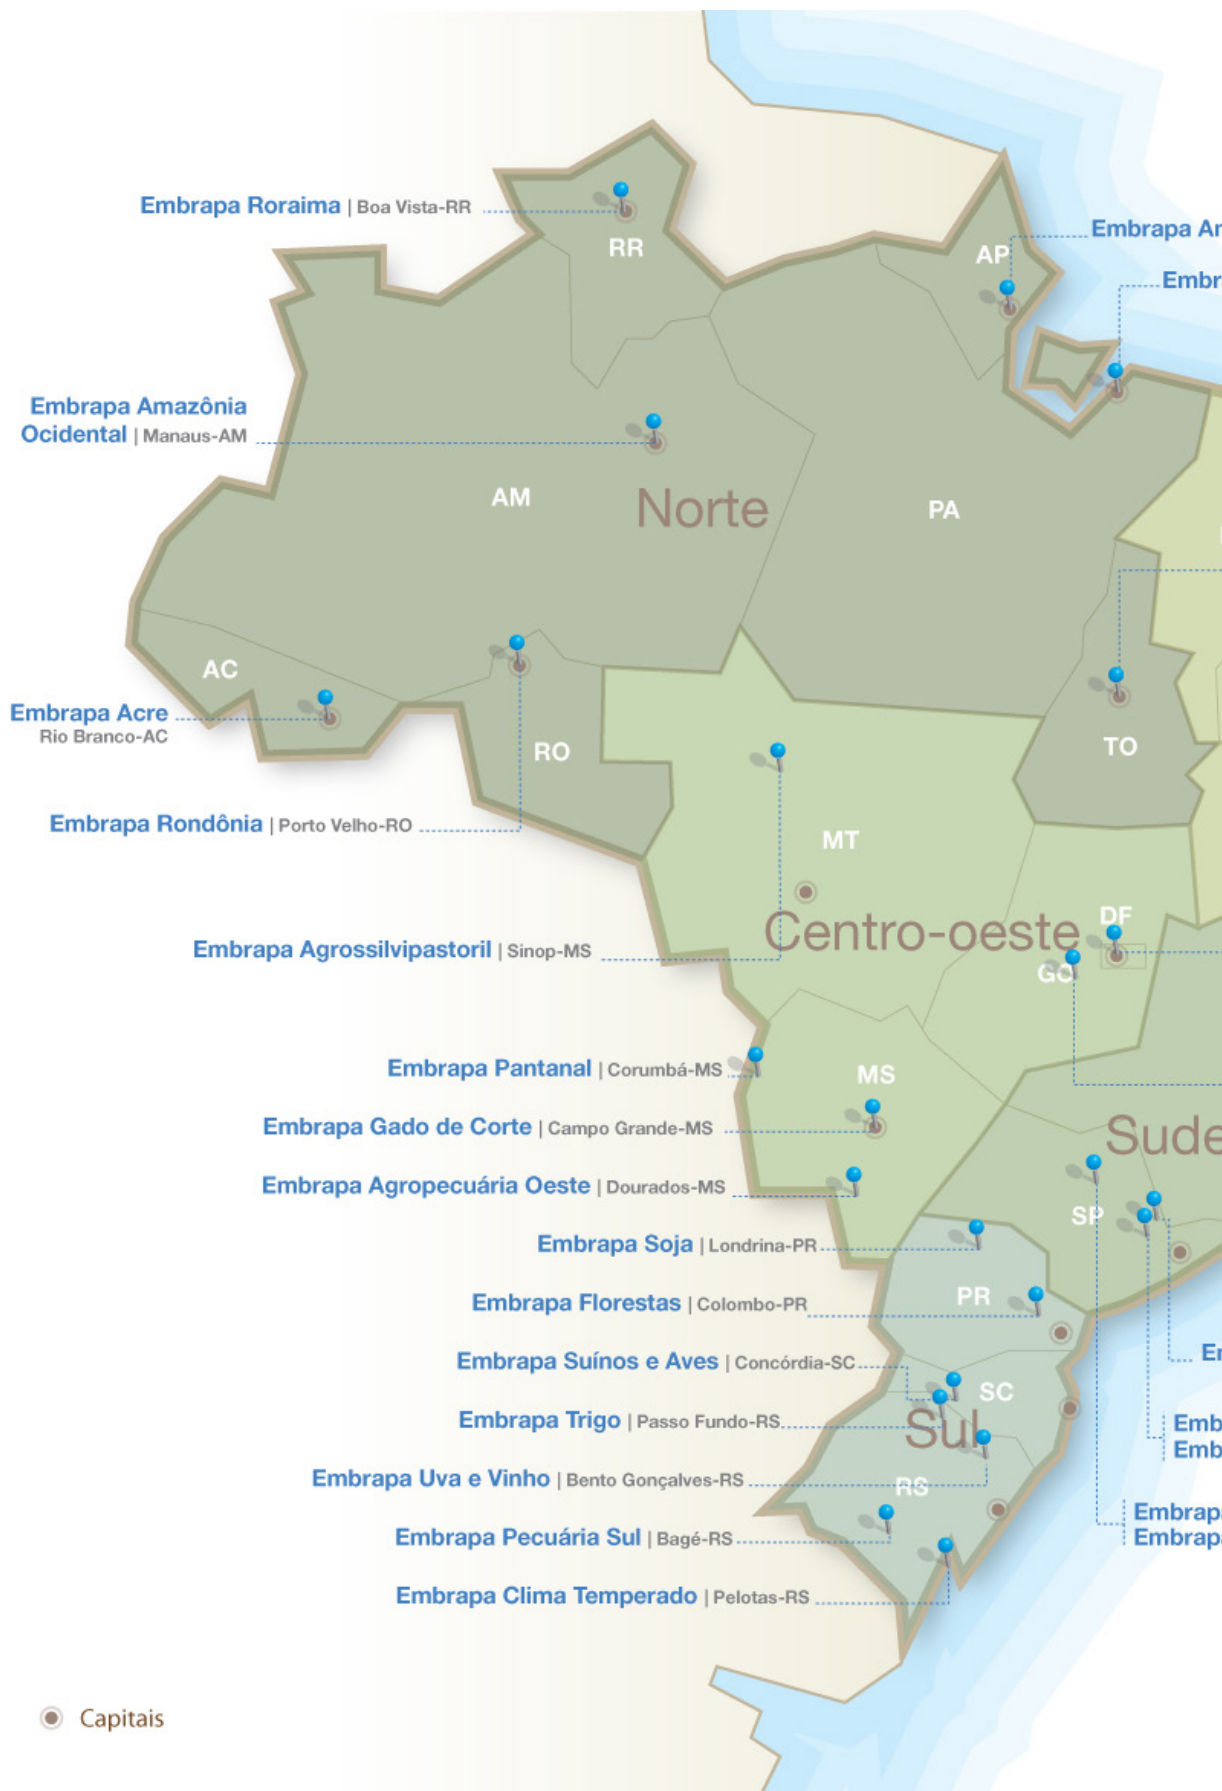 Embrapa Roraima | Boa Vista-RR
RR
AP
Embrapa
Embrapa Amazônia
Ocidental | Manaus-AM
AM
Norte
PA
AC
Embrapa Acre
Rio Branco-AC
RO
TO
Embrapa Rondônia | Porto Velho-RO
MT
DF
Centro-oeste
Embrapa Agrossilvipastoril | Sinop-MS
GO
Embrapa Pantanal | Corumbá-MS
MS
Embrapa Gado de Corte | Campo Grande-MS
Sude
Embrapa Agropecuária Oeste | Dourados-MS
SP
Embrapa Soja | Londrina-PR
PR
Embrapa Florestas | Colombo-PR
Embrapa Suínos e Aves | Concórdia-SC
SC
Embrapa Trigo | Passo Fundo-RS
Sul
Emb
Emb
Embrapa Uva e Vinho | Bento Gonçalves-RS
RS
Embrapa
Embrapa
Embrapa Pecuária Sul | Bagé-RS
Embrapa Clima Temperado | Pelotas-RS
Capitais